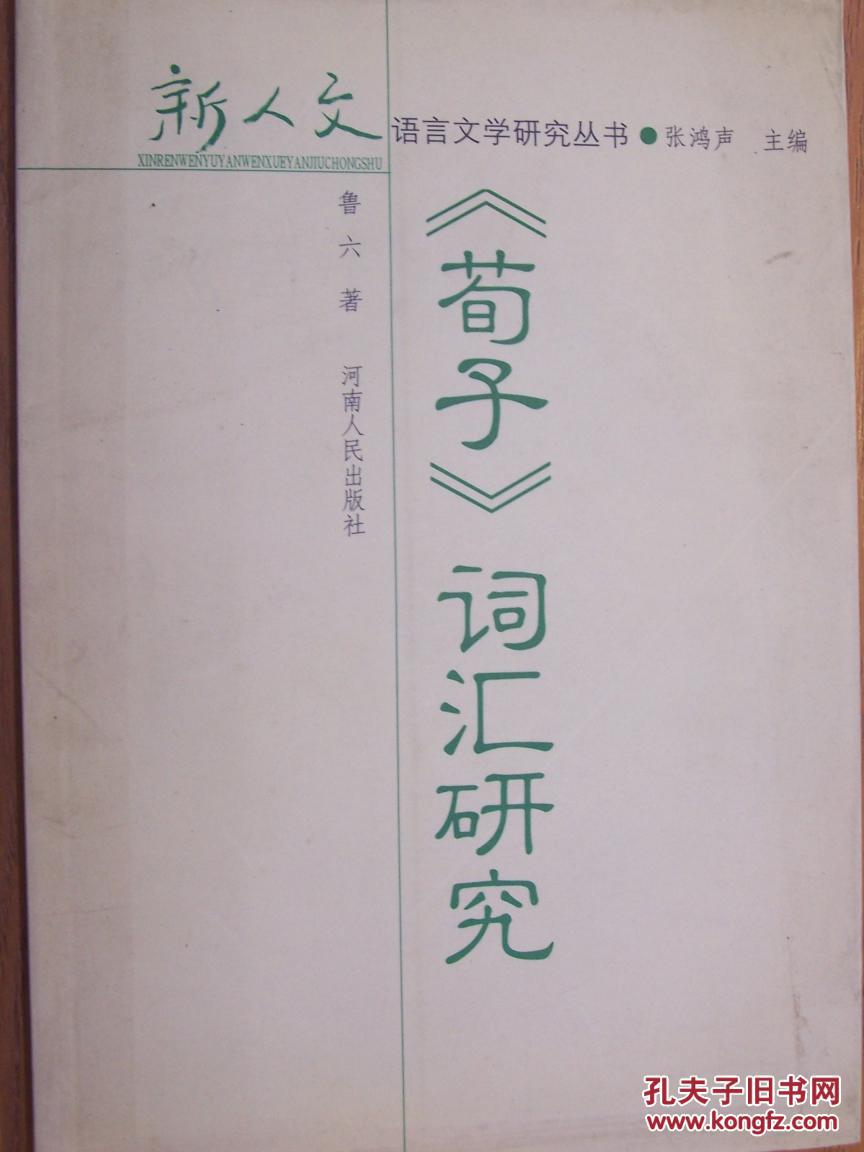 新人文
语言文学研究丛书●张鸿声 主编
XINRENWENYUYANWENXUEYANJIUCHONGSHU
《荀子》词汇研究
鲁六著 河南人民出版社
孔夫子旧书网
www.kongfz.com